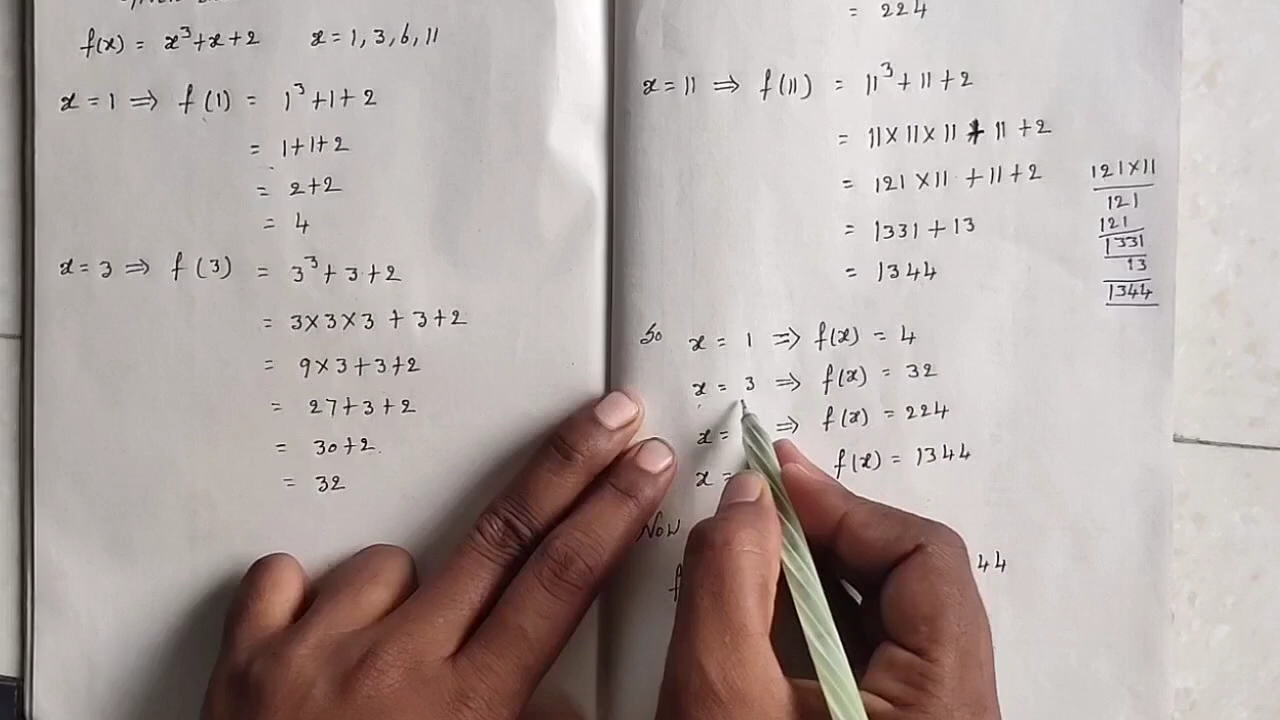 f(x) = x³+x+2 x = 1, 3, 6, 11
x = 1 ⇒ f(1) = 1³+1+2
= 1+1+2
= 2+2
= 4
x = 3 ⇒ f(3) = 3³+3+2
= 3×3×3 + 3+2
= 9×3+3+2
= 27+3+2
= 30+2.
= 32
= 224
x = 11 ⇒ f(11) = 11³+11+2
= 11×11×11 + 11 +2
= 121×11 +11+2
= 1331+13
= 1344
121×11
121
121
1331
13
1344
So x = 1 ⇒ f(x) = 4
x = 3 ⇒ f(x) = 32
x = ⇒ f(x) = 224
x = f(x) = 1344
Now
f 44